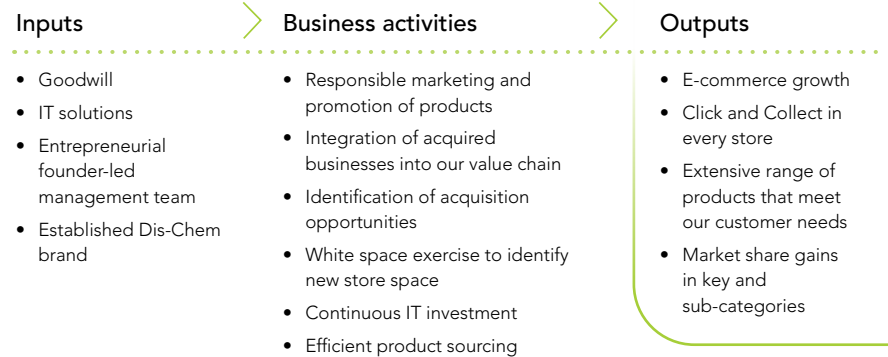 Inputs
• Goodwill
• IT solutions
• Entrepreneurial
founder-led
management team
• Established Dis-Chem
brand
Business activities
• Responsible marketing and
promotion of products
• Integration of acquired
businesses into our value chain
• Identification of acquisition
opportunities
• White space exercise to identify
new store space
• Continuous IT investment
• Efficient product sourcing
Outputs
• E-commerce growth
• Click and Collect in
every store
• Extensive range of
products that meet
our customer needs
• Market share gains
in key and
sub-categories